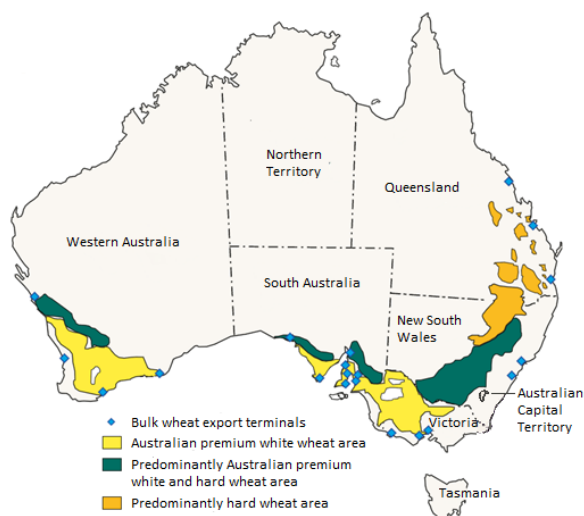 Northern
Territory
Queensland
Western Australia
South Australia
New South
Wales
Australian
Capital
Territory
Victoria
Bulk wheat export terminals
Australian premium white wheat area
Predominantly Australian premium
white and hard wheat area
Predominantly hard wheat area
Tasmania